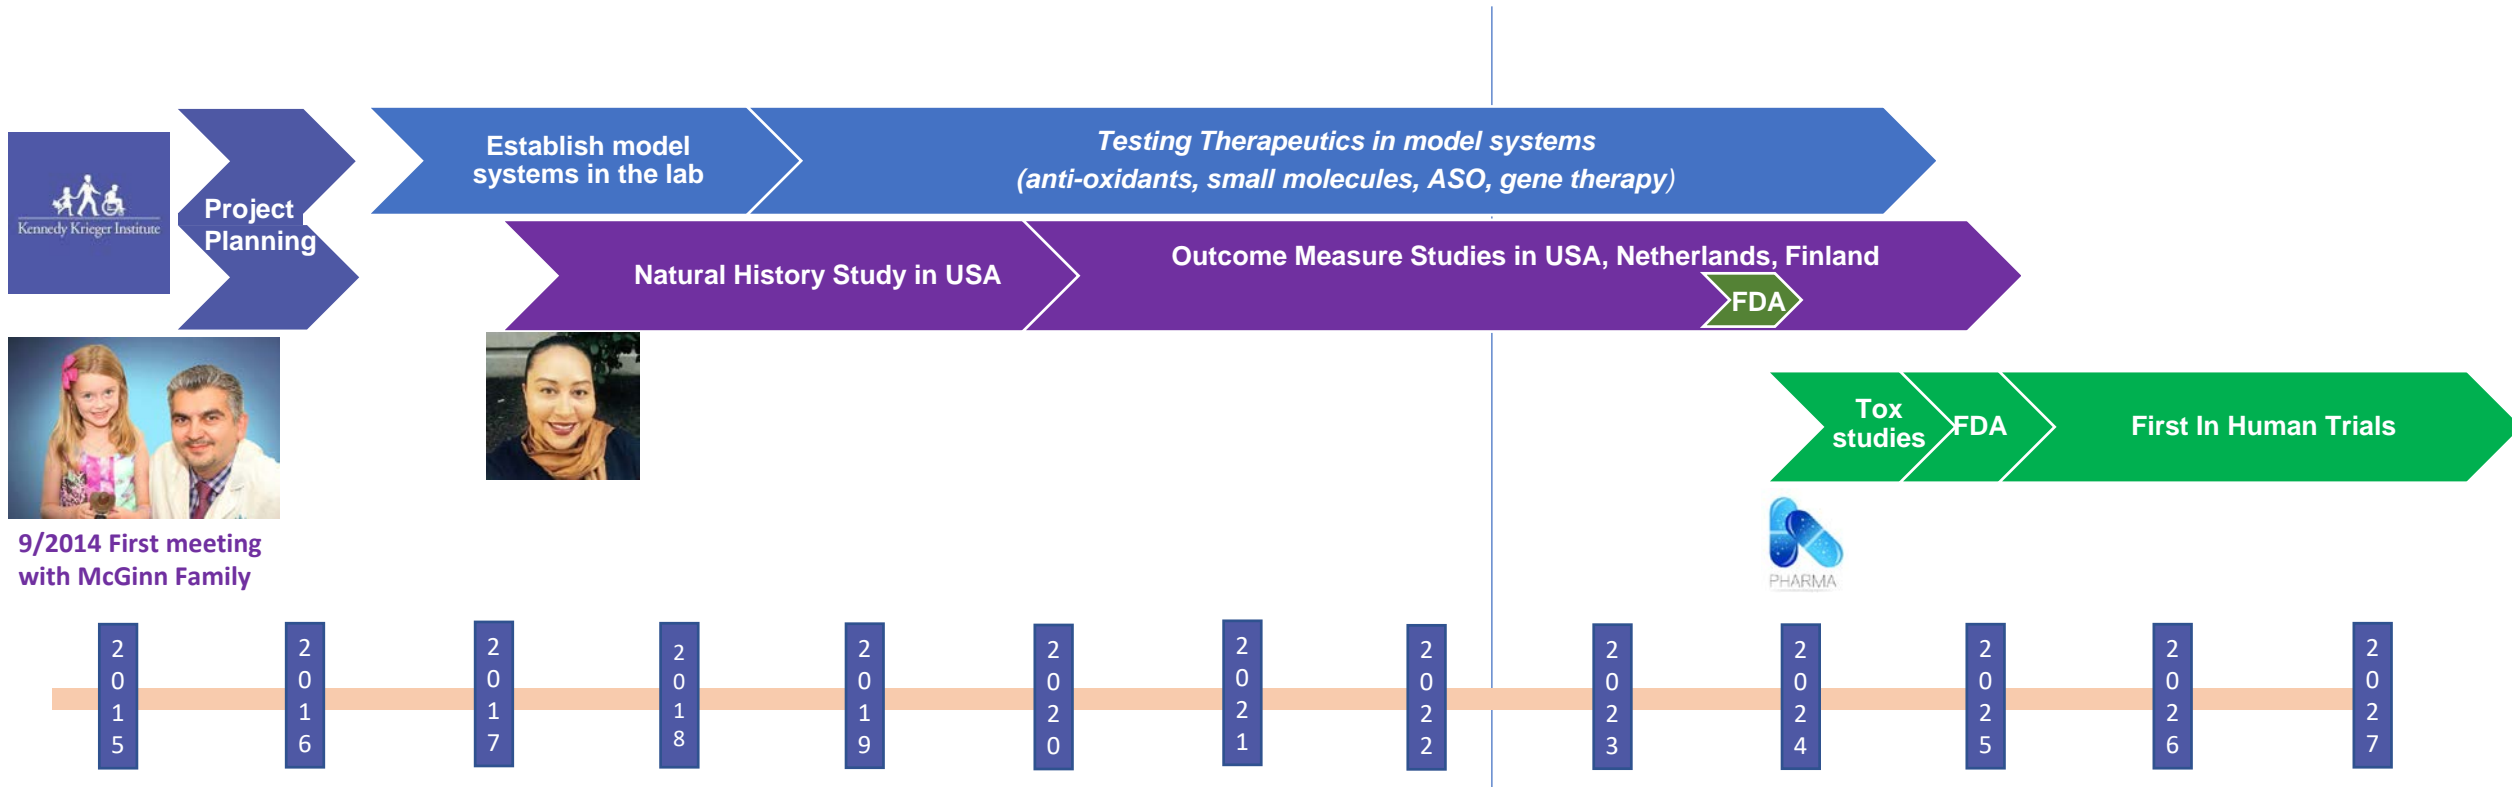 Kennedy Krieger Institute
Project
Planning
Establish model
systems in the lab
Testing Therapeutics in model systems
(anti-oxidants, small molecules, ASO, gene therapy)
Natural History Study in USA
Outcome Measure Studies in USA, Netherlands, Finland
FDA
Tox
studies
FDA
First In Human Trials
9/2014 First meeting
with McGinn Family
PHARMA
2015
2016
2017
2018
2019
2020
2021
2022
2023
2024
2025
2026
2027